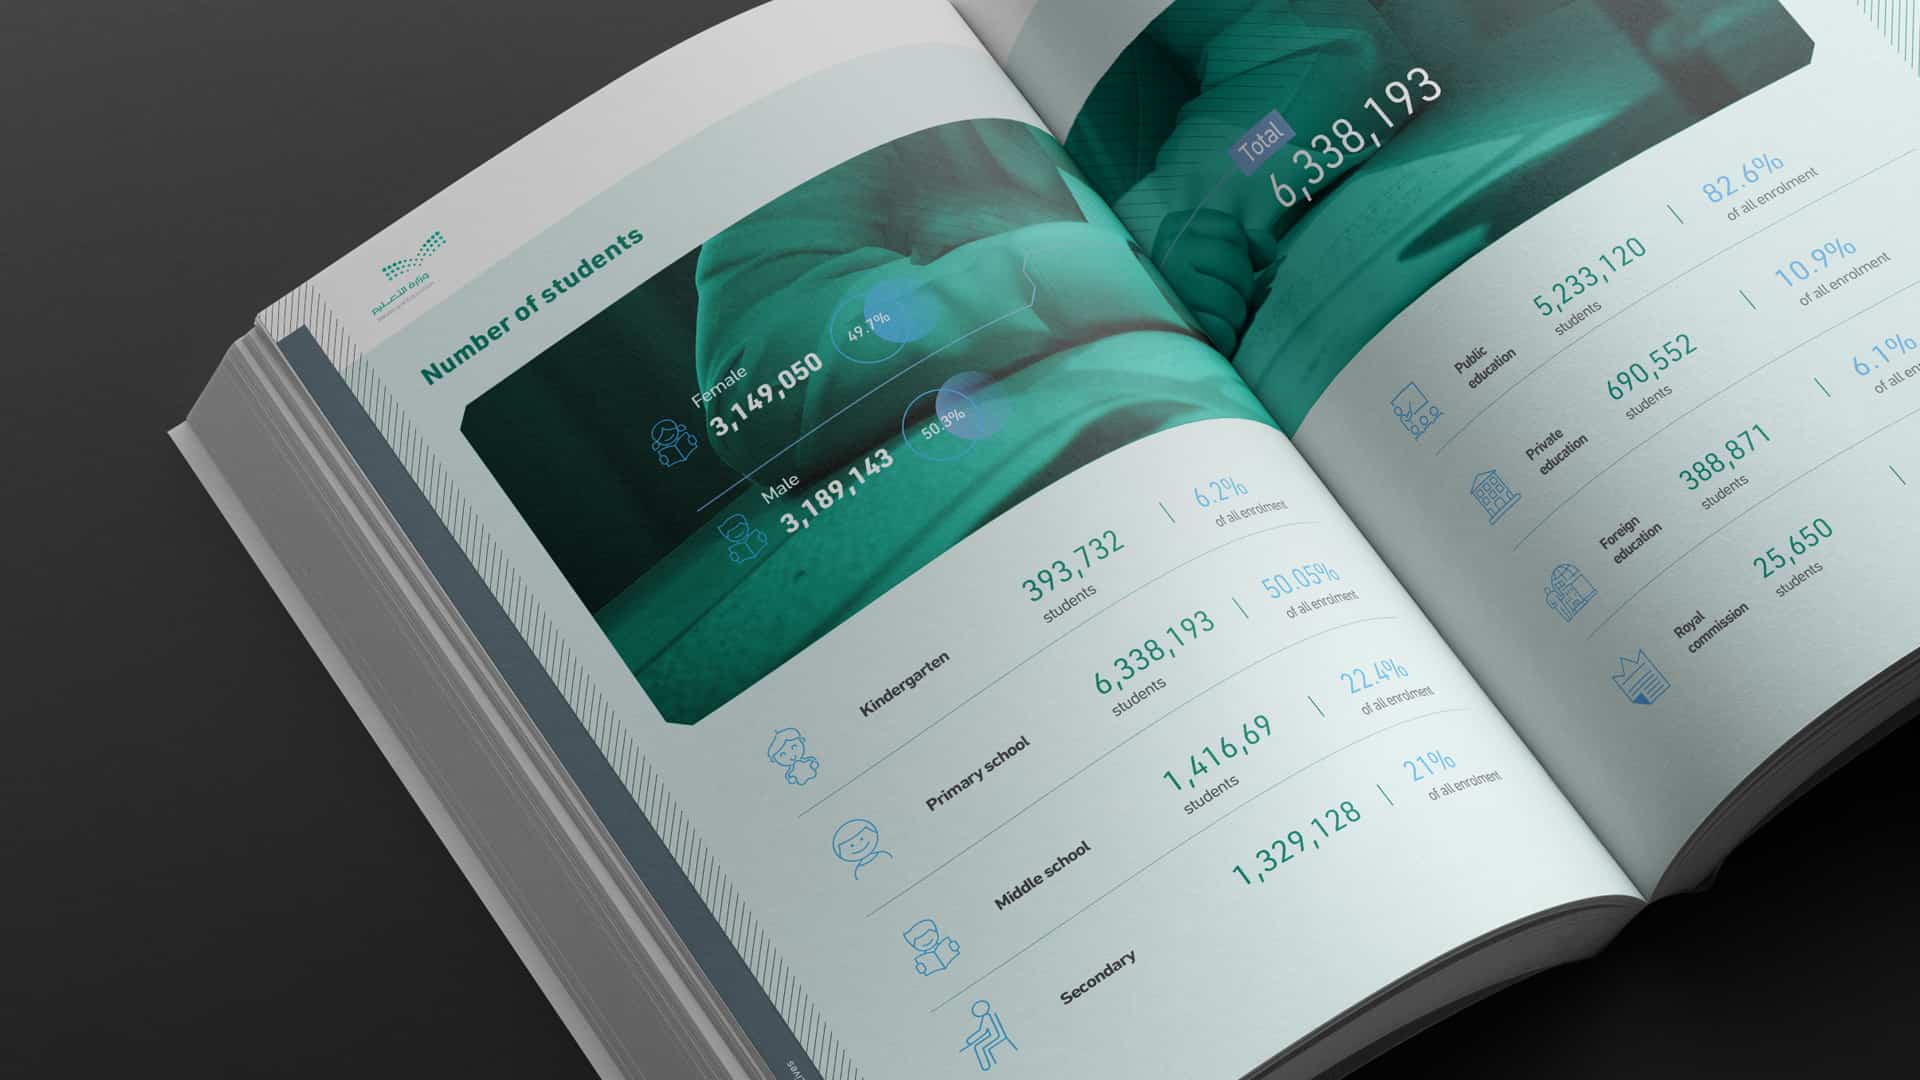 وزارة التعليم
Ministry of Education
Number of students
Female
3,149,050
49.7%
Male
3,189,143
50.3%
Kindergarten
393,732
students
6.2%
of all enrolment
Primary school
6,338,193
students
50.05%
of all enrolment
Middle school
1,416,69
students
22.4%
of all enrolment
Secondary
1,329,128
21%
of all enrolment
Total
6,338,193
Public
education
5,233,120
students
82.6%
of all enrolment
Private
education
690,552
students
10.9%
of all enrolment
Foreign
education
388,871
students
6.1%
of all en
Royal
commission
25,650
students